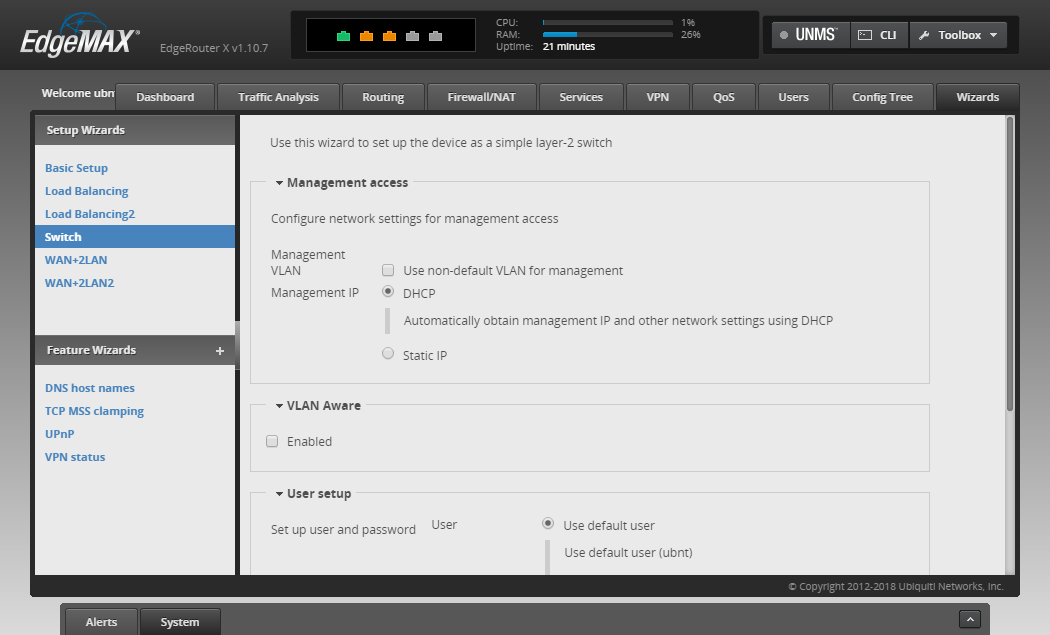 EdgeMAX®
EdgeRouter X v1.10.7
CPU: 1%
RAM: 26%
Uptime: 21 minutes
UNMS™
CLI
Toolbox
Welcome ubn
Dashboard
Traffic Analysis
Routing
Firewall/NAT
Services
VPN
QoS
Users
Config Tree
Wizards
Setup Wizards
Basic Setup
Load Balancing
Load Balancing2
Switch
WAN+2LAN
WAN+2LAN2
Feature Wizards +
DNS host names
TCP MSS clamping
UPnP
VPN status
Use this wizard to set up the device as a simple layer-2 switch
Management access
Configure network settings for management access
Management
VLAN
Use non-default VLAN for management
Management IP
DHCP
Automatically obtain management IP and other network settings using DHCP
Static IP
VLAN Aware
Enabled
User setup
Set up user and password
User
Use default user
Use default user (ubnt)
© Copyright 2012-2018 Ubiquiti Networks, Inc.
Alerts
System